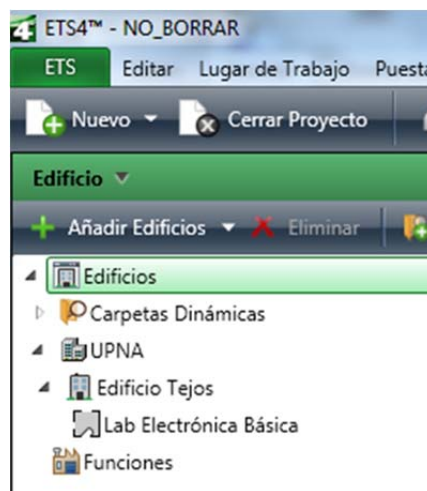 ETS4™ - NO_BORRAR
ETS Editar Lugar de Trabajo Puesta
Nuevo Cerrar Proyecto
Edificio
Añadir Edificios Eliminar
Edificios
Carpetas Dinámicas
UPNA
Edificio Tejos
Lab Electrónica Básica
Funciones